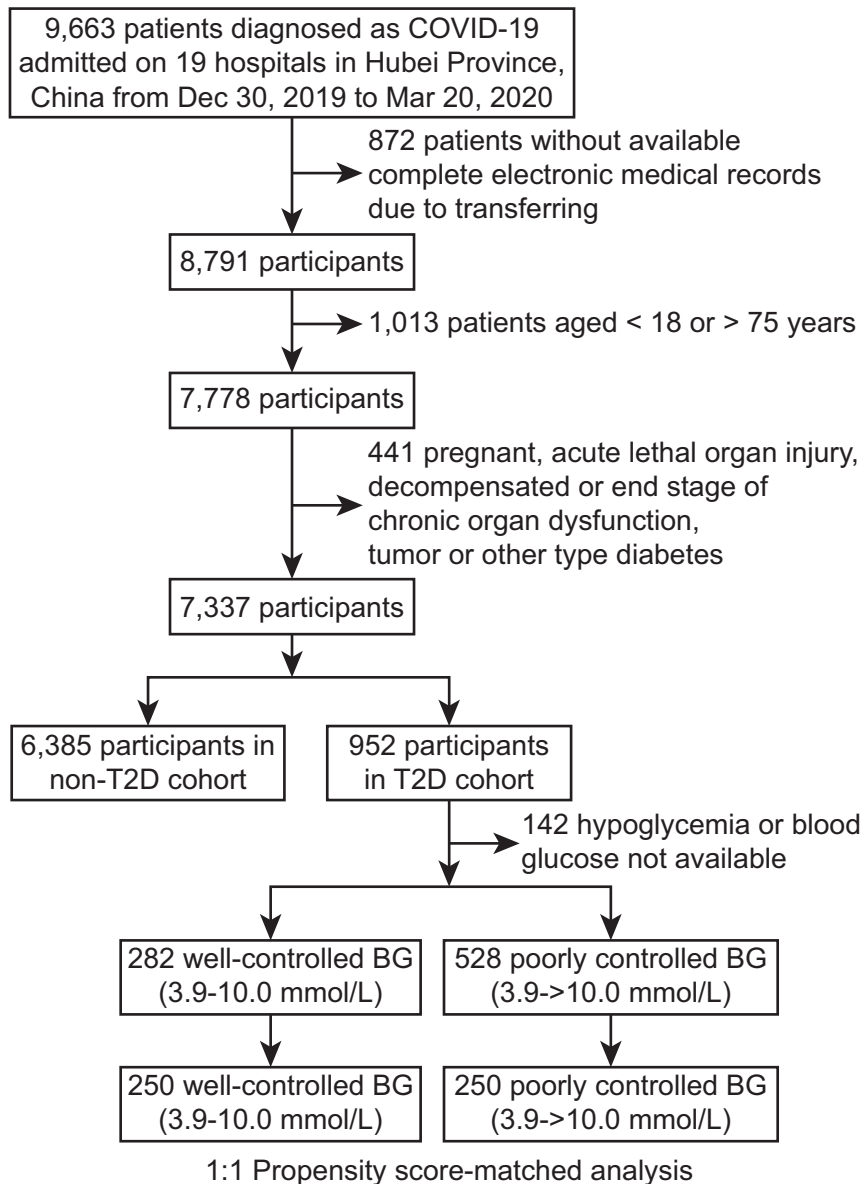 9,663 patients diagnosed as COVID-19
admitted on 19 hospitals in Hubei Province,
China from Dec 30, 2019 to Mar 20, 2020
872 patients without available
complete electronic medical records
due to transferring
8,791 participants
1,013 patients aged < 18 or > 75 years
7,778 participants
441 pregnant, acute lethal organ injury,
decompensated or end stage of
chronic organ dysfunction,
tumor or other type diabetes
7,337 participants
6,385 participants in
non-T2D cohort
952 participants
in T2D cohort
142 hypoglycemia or blood
glucose not available
282 well-controlled BG
(3.9-10.0 mmol/L)
528 poorly controlled BG
(3.9->10.0 mmol/L)
250 well-controlled BG
(3.9-10.0 mmol/L)
250 poorly controlled BG
(3.9->10.0 mmol/L)
1:1 Propensity score-matched analysis